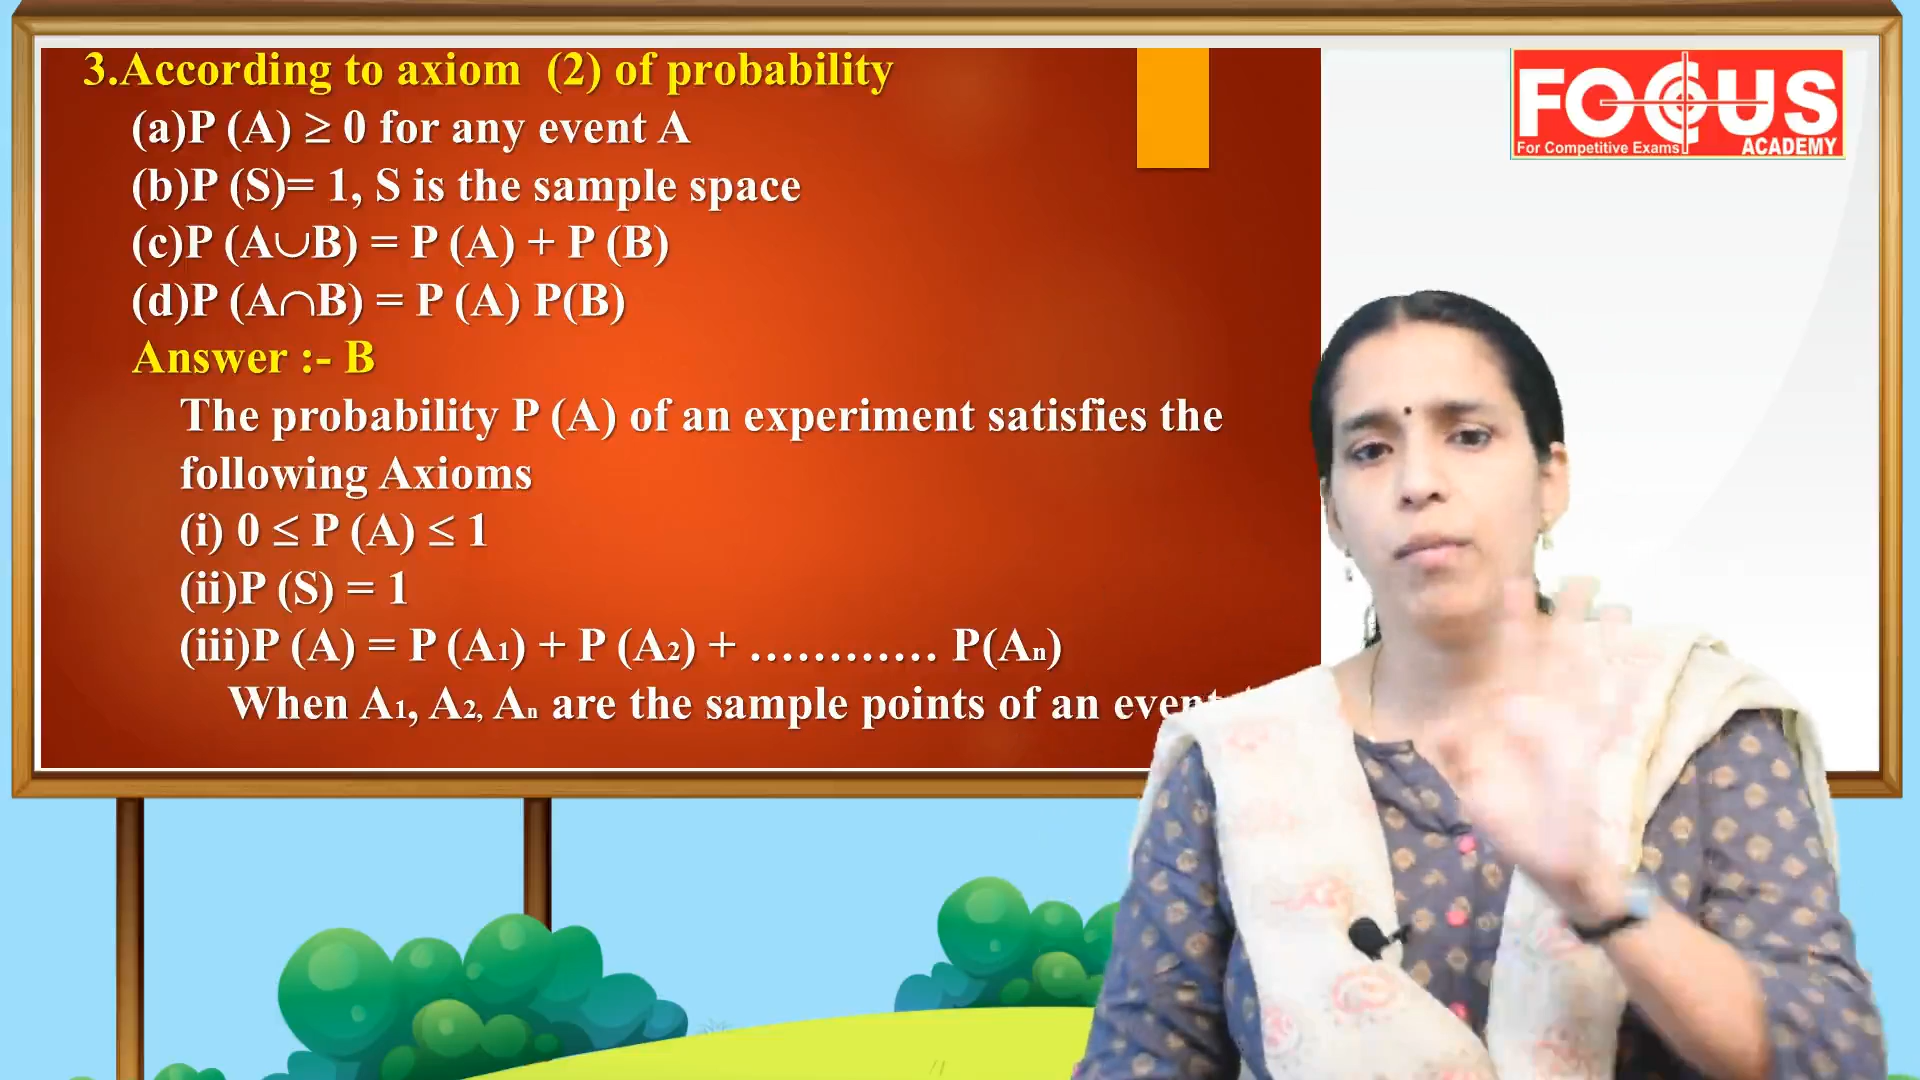 3.According to axiom (2) of probability
(a)P (A) ≥ 0 for any event A
(b)P (S)= 1, S is the sample space
(c)P (A∪B) = P (A) + P (B)
(d)P (A∩B) = P (A) P(B)
Answer :- B
The probability P (A) of an experiment satisfies the
following Axioms
(i) 0 ≤ P (A) ≤ 1
(ii)P (S) = 1
(iii)P (A) = P (A₁) + P (A₂) + ………… P(Aₙ)
When A₁, A₂, Aₙ are the sample points of an event
FOCUS
For Competitive Exams
ACADEMY